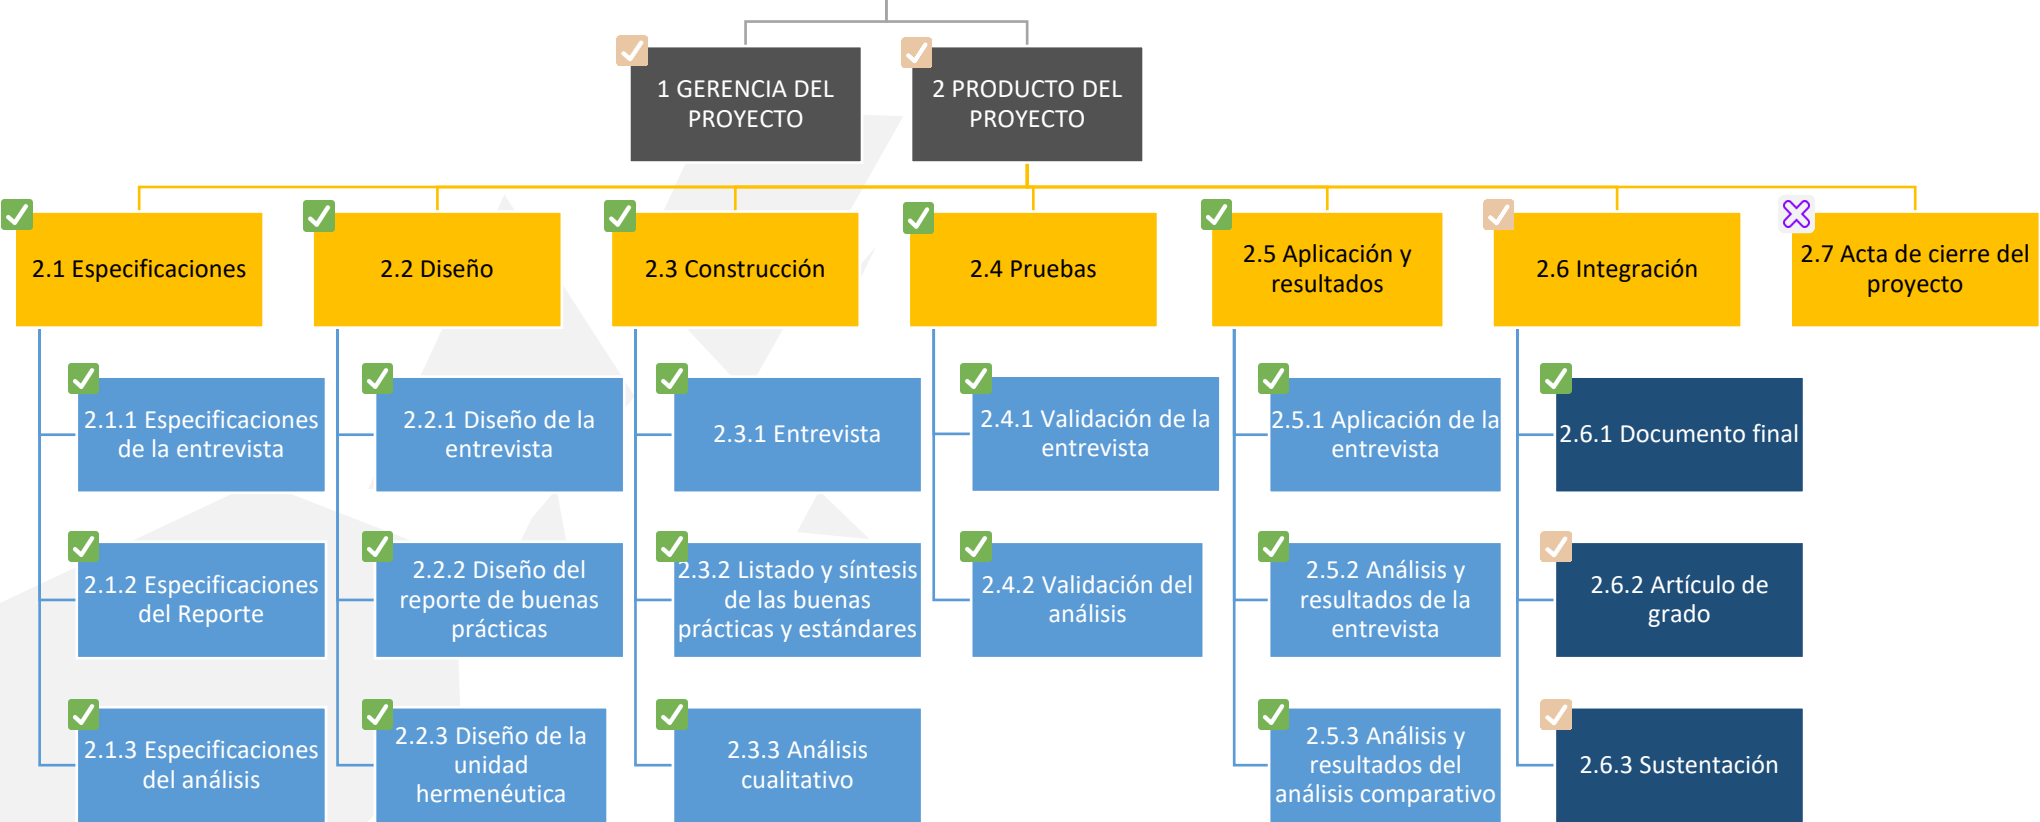 1 GERENCIA DEL
PROYECTO
2 PRODUCTO DEL
PROYECTO
2.1 Especificaciones
2.2 Diseño
2.3 Construcción
2.4 Pruebas
2.5 Aplicación y
resultados
2.6 Integración
2.7 Acta de cierre del
proyecto
2.1.1 Especificaciones
de la entrevista
2.2.1 Diseño de la
entrevista
2.3.1 Entrevista
2.4.1 Validación de la
entrevista
2.5.1 Aplicación de la
entrevista
2.6.1 Documento final
2.1.2 Especificaciones
del Reporte
2.2.2 Diseño del
reporte de buenas
prácticas
2.3.2 Listado y síntesis
de las buenas
prácticas y estándares
2.4.2 Validación del
análisis
2.5.2 Análisis y
resultados de la
entrevista
2.6.2 Artículo de
grado
2.1.3 Especificaciones
del análisis
2.2.3 Diseño de la
unidad
hermenéutica
2.3.3 Análisis
cualitativo
2.5.3 Análisis y
resultados del
análisis comparativo
2.6.3 Sustentación